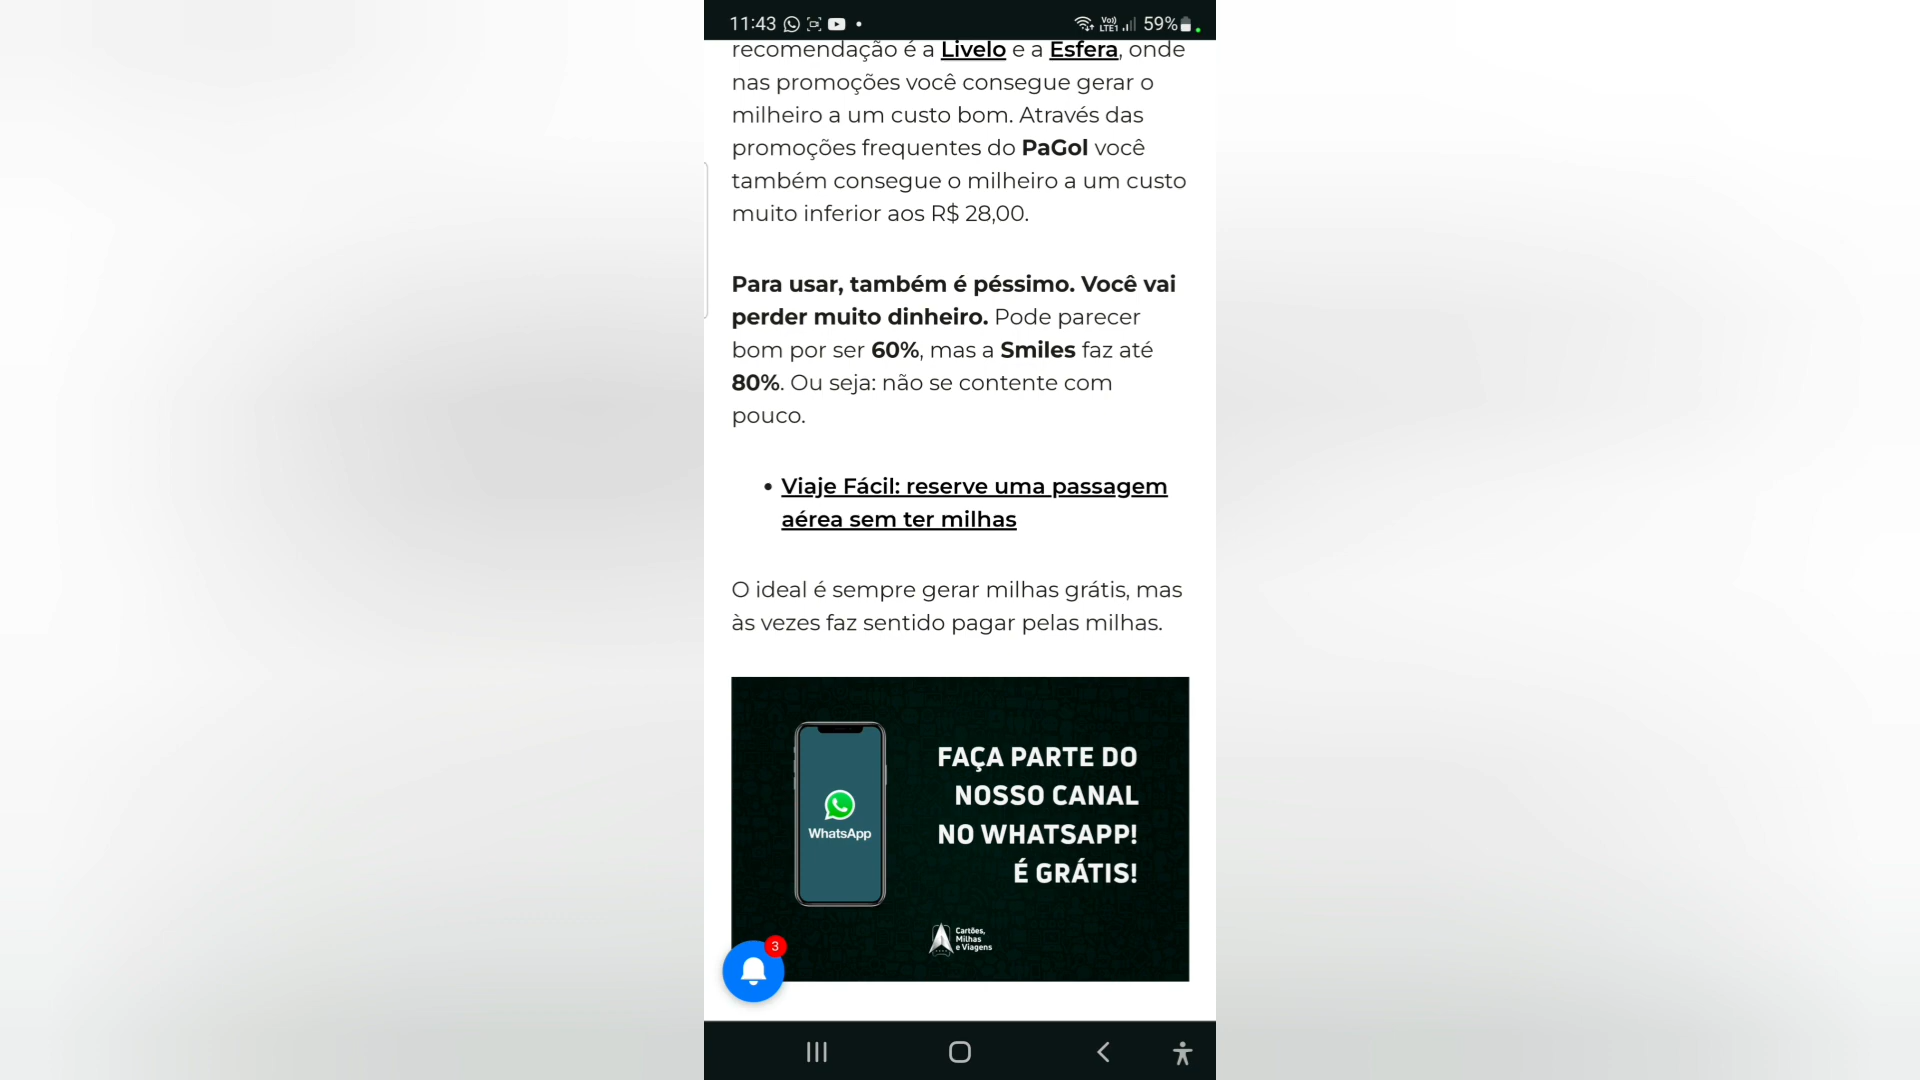 11:43
Vo))
LTE1
59%
recomendação é a Livelo e a Esfera, onde
nas promoções você consegue gerar o
milheiro a um custo bom. Através das
promoções frequentes do PaGol você
também consegue o milheiro a um custo
muito inferior aos R$ 28,00.
Para usar, também é péssimo. Você vai
perder muito dinheiro. Pode parecer
bom por ser 60%, mas a Smiles faz até
80%. Ou seja: não se contente com
pouco.
• Viaje Fácil: reserve uma passagem
aérea sem ter milhas
O ideal é sempre gerar milhas grátis, mas
às vezes faz sentido pagar pelas milhas.
WhatsApp
FAÇA PARTE DO
NOSSO CANAL
NO WHATSAPP!
É GRÁTIS!
Cartões,
Milhas
e Viagens
3